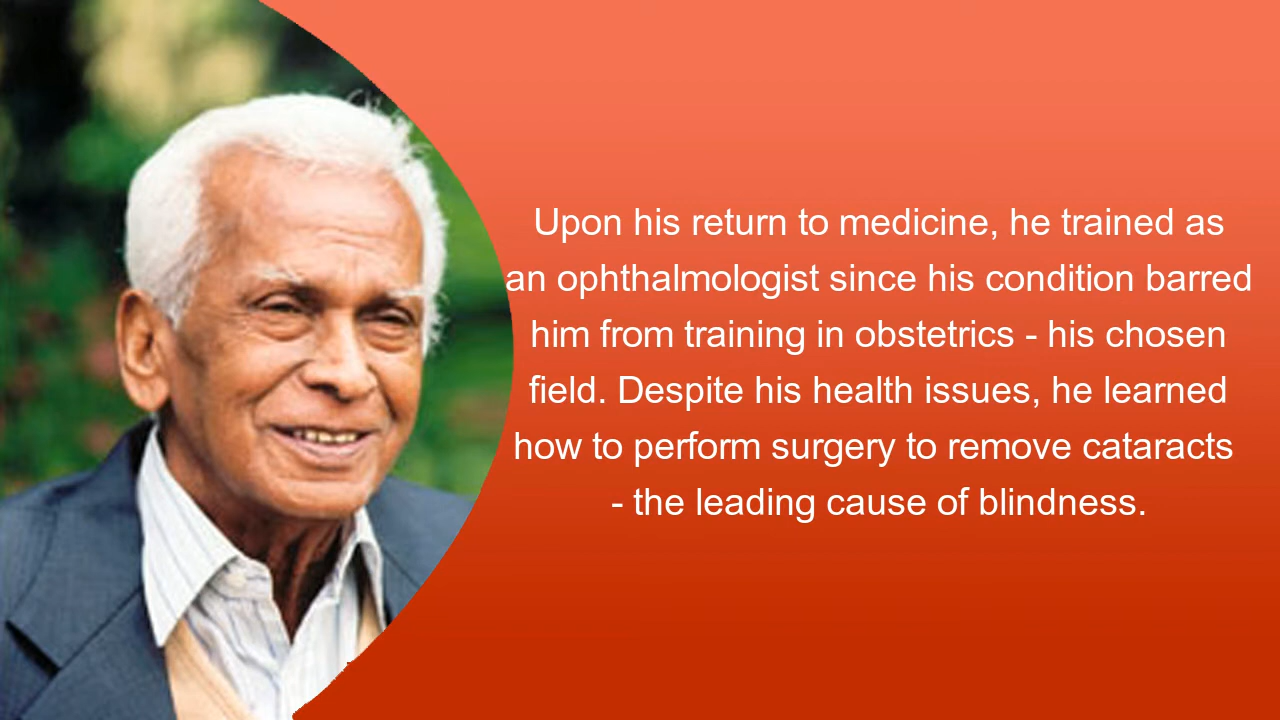 Upon his return to medicine, he trained as
an ophthalmologist since his condition barred
him from training in obstetrics - his chosen
field. Despite his health issues, he learned
how to perform surgery to remove cataracts
- the leading cause of blindness.